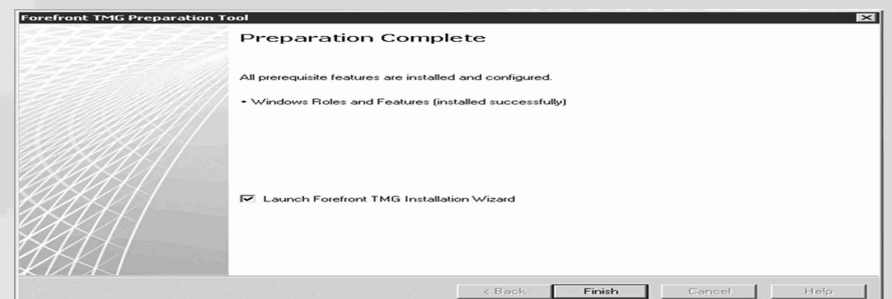 Forefront TMG Preparation Tool
Preparation Complete
All prerequisite features are installed and configured.
• Windows Roles and Features (installed successfully)
Launch Forefront TMG Installation Wizard
< Back Finish Cancel Help